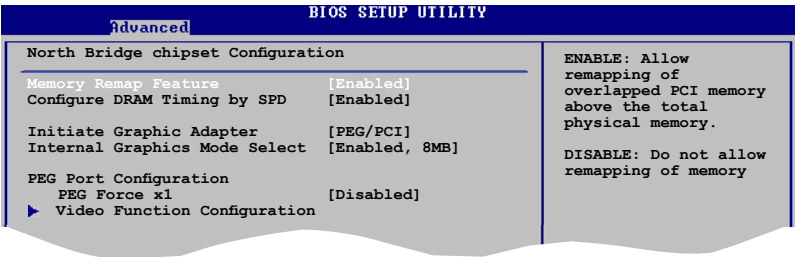 BIOS SETUP UTILITY
Advanced
North Bridge chipset Configuration
Memory Remap Feature [Enabled]
Configure DRAM Timing by SPD [Enabled]
Initiate Graphic Adapter [PEG/PCI]
Internal Graphics Mode Select [Enabled, 8MB]
PEG Port Configuration
PEG Force x1 [Disabled]
Video Function Configuration
ENABLE: Allow
remapping of
overlapped PCI memory
above the total
physical memory.
DISABLE: Do not allow
remapping of memory